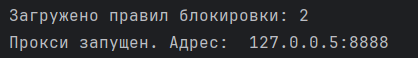 Загружено правил блокировки: 2
Прокси запущен. Адрес:  127.0.0.5:8888